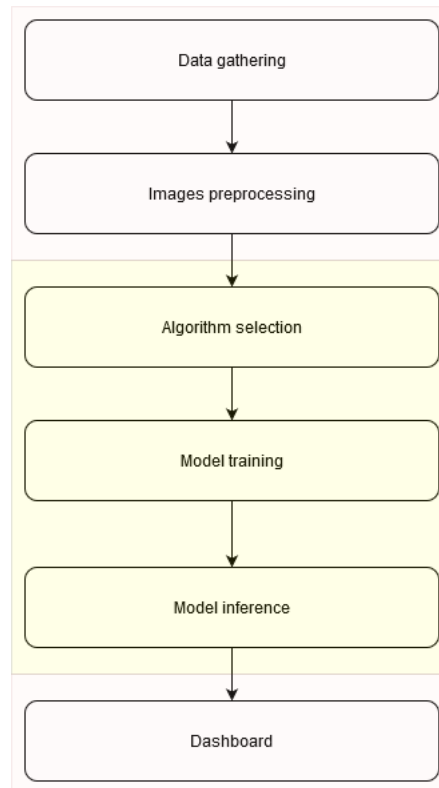 Data gathering
Images preprocessing
Algorithm selection
Model training
Model inference
Dashboard